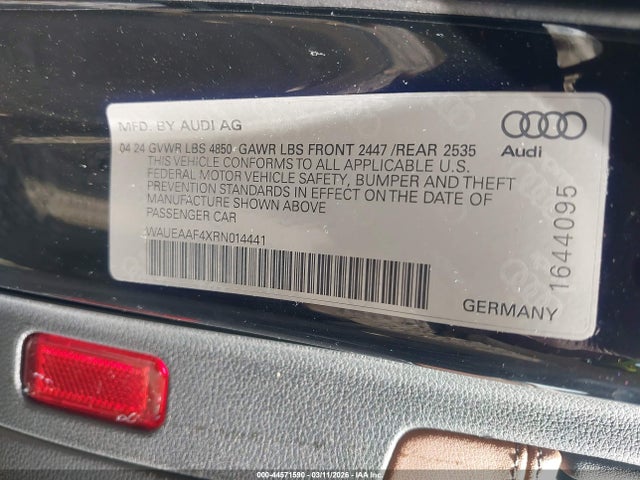 MFD. BY AUDI AG
04 24 GVWR LBS 4850 GAWR LBS FRONT 2447 /REAR 2535
THIS VEHICLE CONFORMS TO ALL APPLICABLE U.S.
FEDERAL MOTOR VEHICLE SAFETY, BUMPER AND THEFT
PREVENTION STANDARDS IN EFFECT ON THE DATE OF
MANUFACTURE SHOWN ABOVE
PASSENGER CAR
WAUEAAF4XRN014441
Audi
1644095
GERMANY
000-44571590 - 03/11/2026 - IAA Inc.